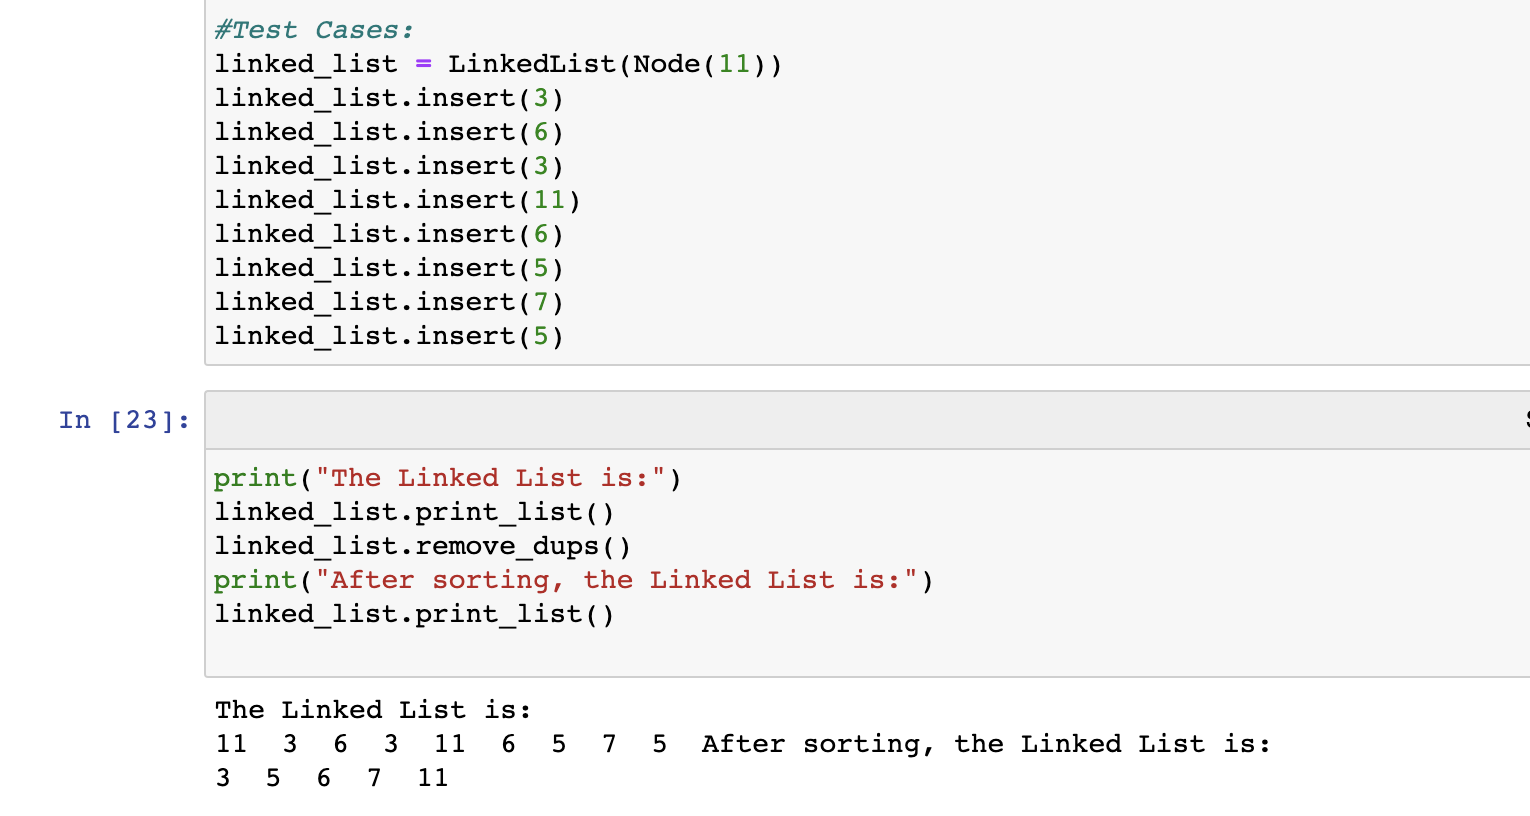 #Test Cases:
linked_list = LinkedList(Node(11))
linked_list.insert(3)
linked_list.insert(6)
linked_list.insert(3)
linked_list.insert(11)
linked_list.insert(6)
linked_list.insert(5)
linked_list.insert(7)
linked_list.insert(5)
In [23]:
print("The Linked List is:")
linked_list.print_list()
linked_list.remove_dups()
print("After sorting, the Linked List is:")
linked_list.print_list()
The Linked List is:
11  3  6  3  11  6  5  7  5  After sorting, the Linked List is:
3  5  6  7  11